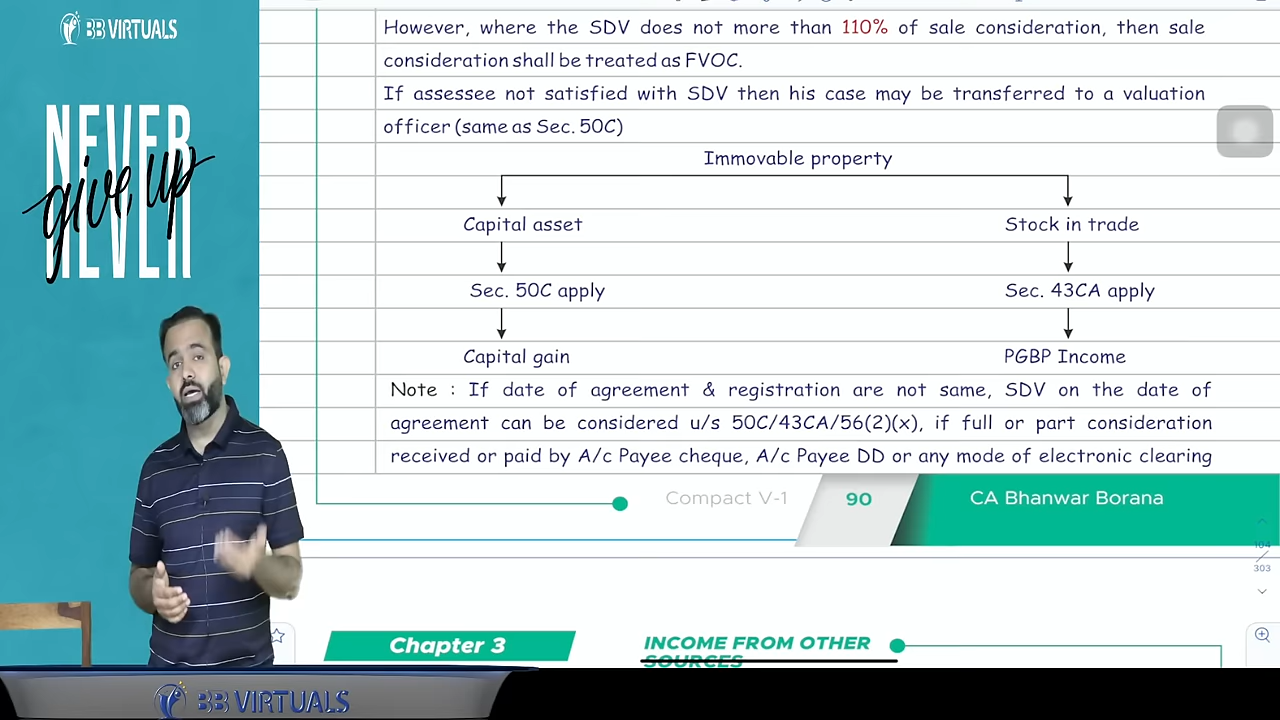 BB VIRTUALS
NEVER
give up
NEVER
However, where the SDV does not more than 110% of sale consideration, then sale
consideration shall be treated as FVOC.
If assessee not satisfied with SDV then his case may be transferred to a valuation
officer (same as Sec. 50C)
Immovable property
Capital asset
Stock in trade
Sec. 50C apply
Sec. 43CA apply
Capital gain
PGBP Income
Note : If date of agreement & registration are not same, SDV on the date of
agreement can be considered u/s 50C/43CA/56(2)(x), if full or part consideration
received or paid by A/c Payee cheque, A/c Payee DD or any mode of electronic clearing
Compact V-1
90
CA Bhanwar Borana
104
303
Chapter 3
INCOME FROM OTHER
SOURCES
BB VIRTUALS